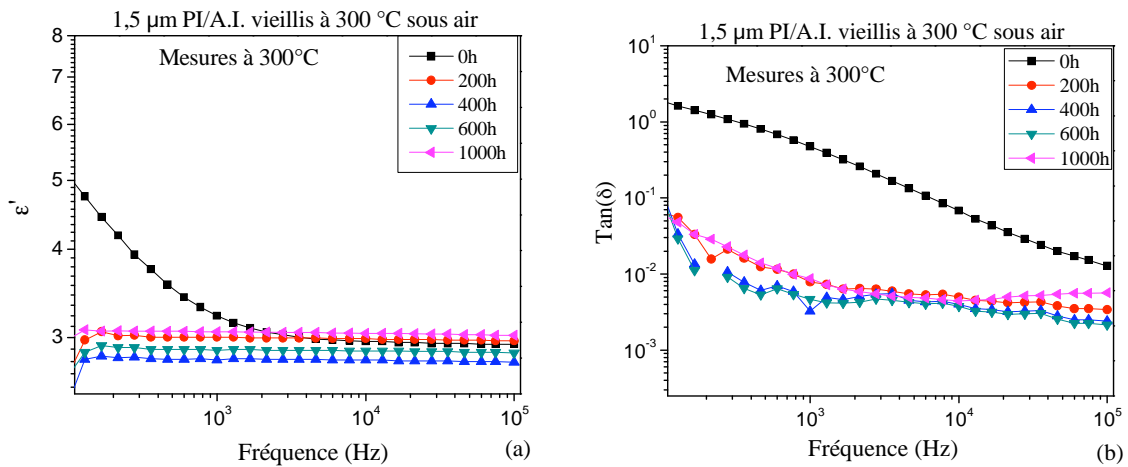 1,5 µm PI/A.I. vieillis à 300 °C sous air
Mesures à 300°C
0h
200h
400h
600h
1000h
8
7
6
5
4
3
ε'
10³
10⁴
10⁵
Fréquence (Hz)
(a)
1,5 µm PI/A.I. vieillis à 300 °C sous air
Mesures à 300°C
0h
200h
400h
600h
1000h
10¹
10⁰
10⁻¹
10⁻²
10⁻³
Tan(δ)
10³
10⁴
10⁵
Fréquence (Hz)
(b)